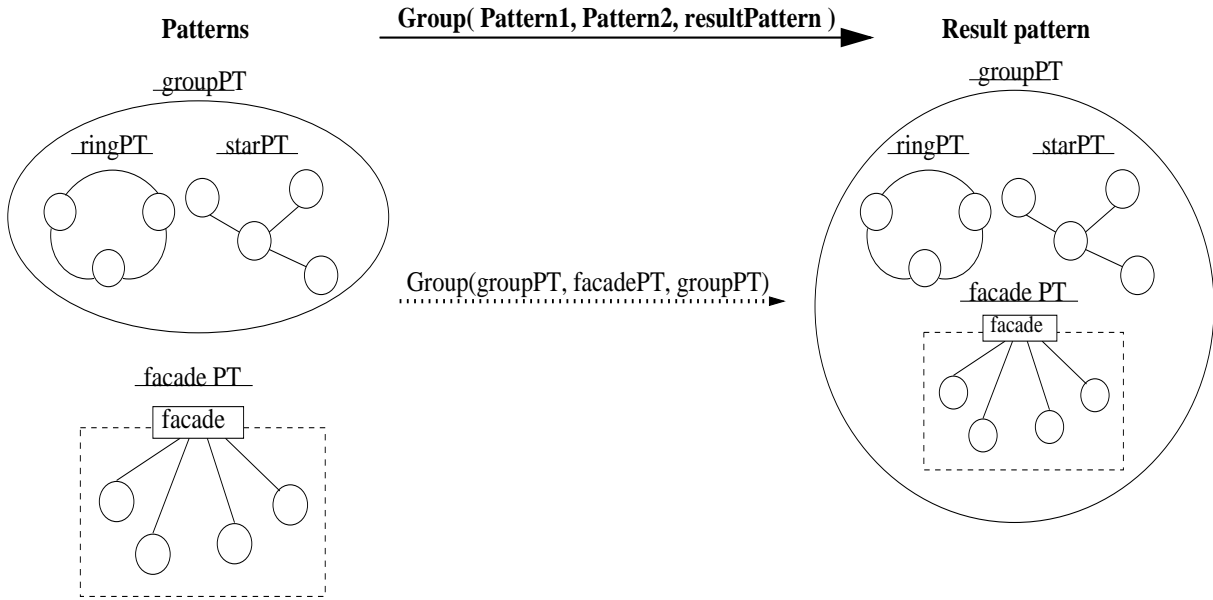 Patterns
Group( Pattern1, Pattern2, resultPattern )
Result pattern
groupPT
ringPT
starPT
facade PT
facade
Group(groupPT, facadePT, groupPT)
groupPT
ringPT
starPT
facade PT
facade